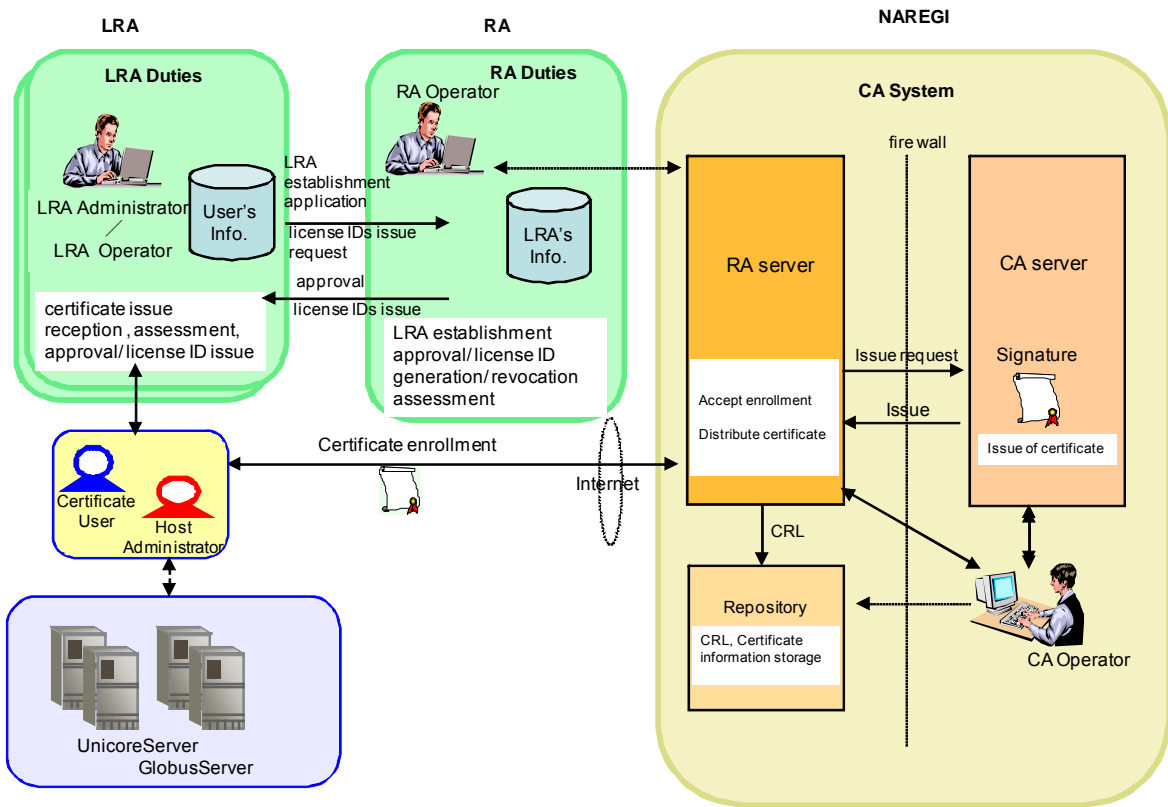 LRA
RA
NAREGI
LRA Duties
RA Duties
CA System
RA Operator
LRA Administrator
LRA Operator
User's
Info.
LRA
establishment
application
license IDs issue
request
approval
license IDs issue
LRA's
Info.
certificate issue
reception , assessment,
approval/ license ID issue
LRA establishment
approval/ license ID
generation/ revocation
assessment
fire wall
RA server
CA server
Issue request
Signature
Issue
Accept enrollment
Distribute certificate
Issue of certificate
Certificate enrollment
Internet
Certificate
User
Host
Administrator
CRL
Repository
CRL, Certificate
information storage
CA Operator
UnicoreServer
GlobusServer